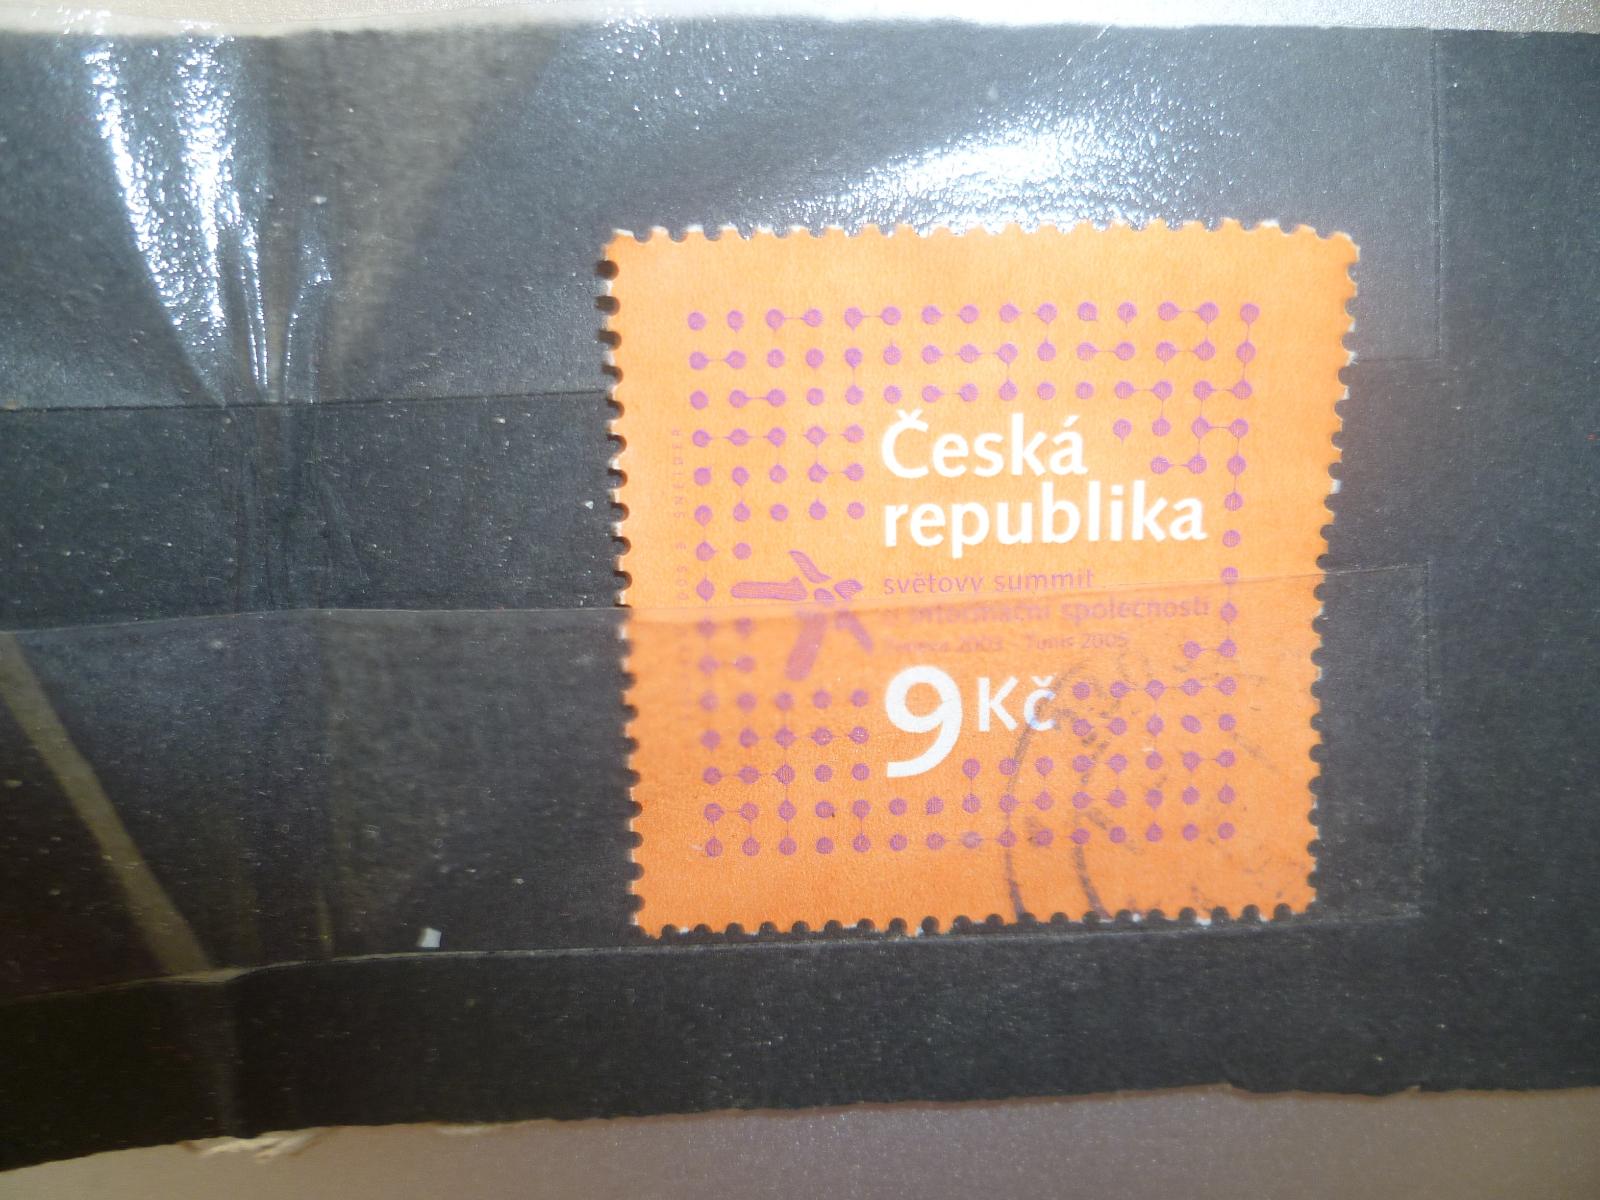 Česká
republika
světový summit
o informační společnosti
Ženeva 2003 - Tunis 2005
9 Kč